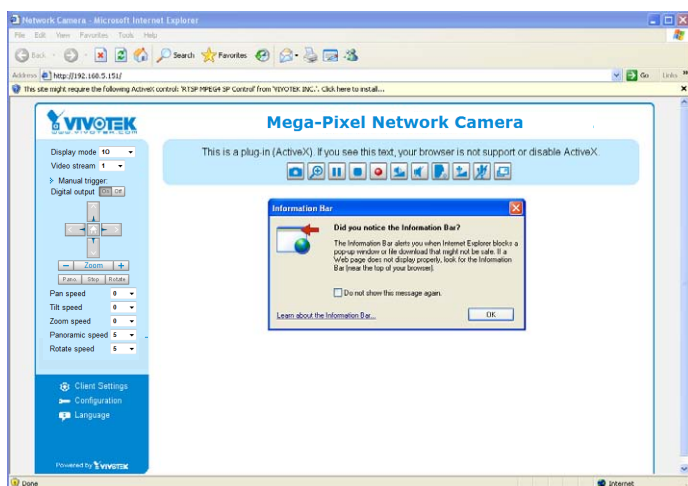 Network Camera - Microsoft Internet Explorer
File Edit View Favorites Tools Help
Back Search Favorites
Address http://192.168.5.151/ Go Links »
This site might require the following ActiveX control: 'RTSP MPEG4 SP Control' from 'VIVOTEK INC.'. Click here to install...
VIVOTEK
www.vivotek.com
Mega-Pixel Network Camera
Display mode 1O
Video stream 1
Manual trigger:
Digital output On Off
Zoom
Pano Stop Rotate
Pan speed 0
Tilt speed 0
Zoom speed 0
Panoramic speed 5
Rotate speed 5
Client Settings
Configuration
Language
Powered by VIVOTEK
This is a plug-in (ActiveX). If you see this text, your browser is not support or disable ActiveX.
Information Bar
Did you notice the Information Bar?
The Information Bar alerts you when Internet Explorer blocks a
pop-up window or file download that might not be safe. If a
Web page does not display properly, look for the Information
Bar (near the top of your browser).
Do not show this message again.
Learn about the Information Bar...
OK
Done
Internet